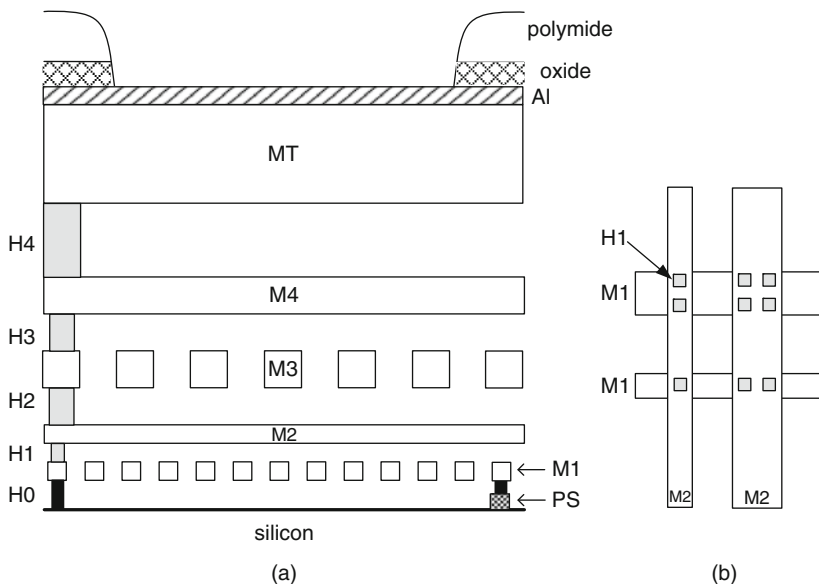 polymide
oxide
Al
MT
H4
M4
H3
M3
H2
M2
H1
M1
H0
PS
silicon
(a)
H1
M1
M1
M2
M2
(b)